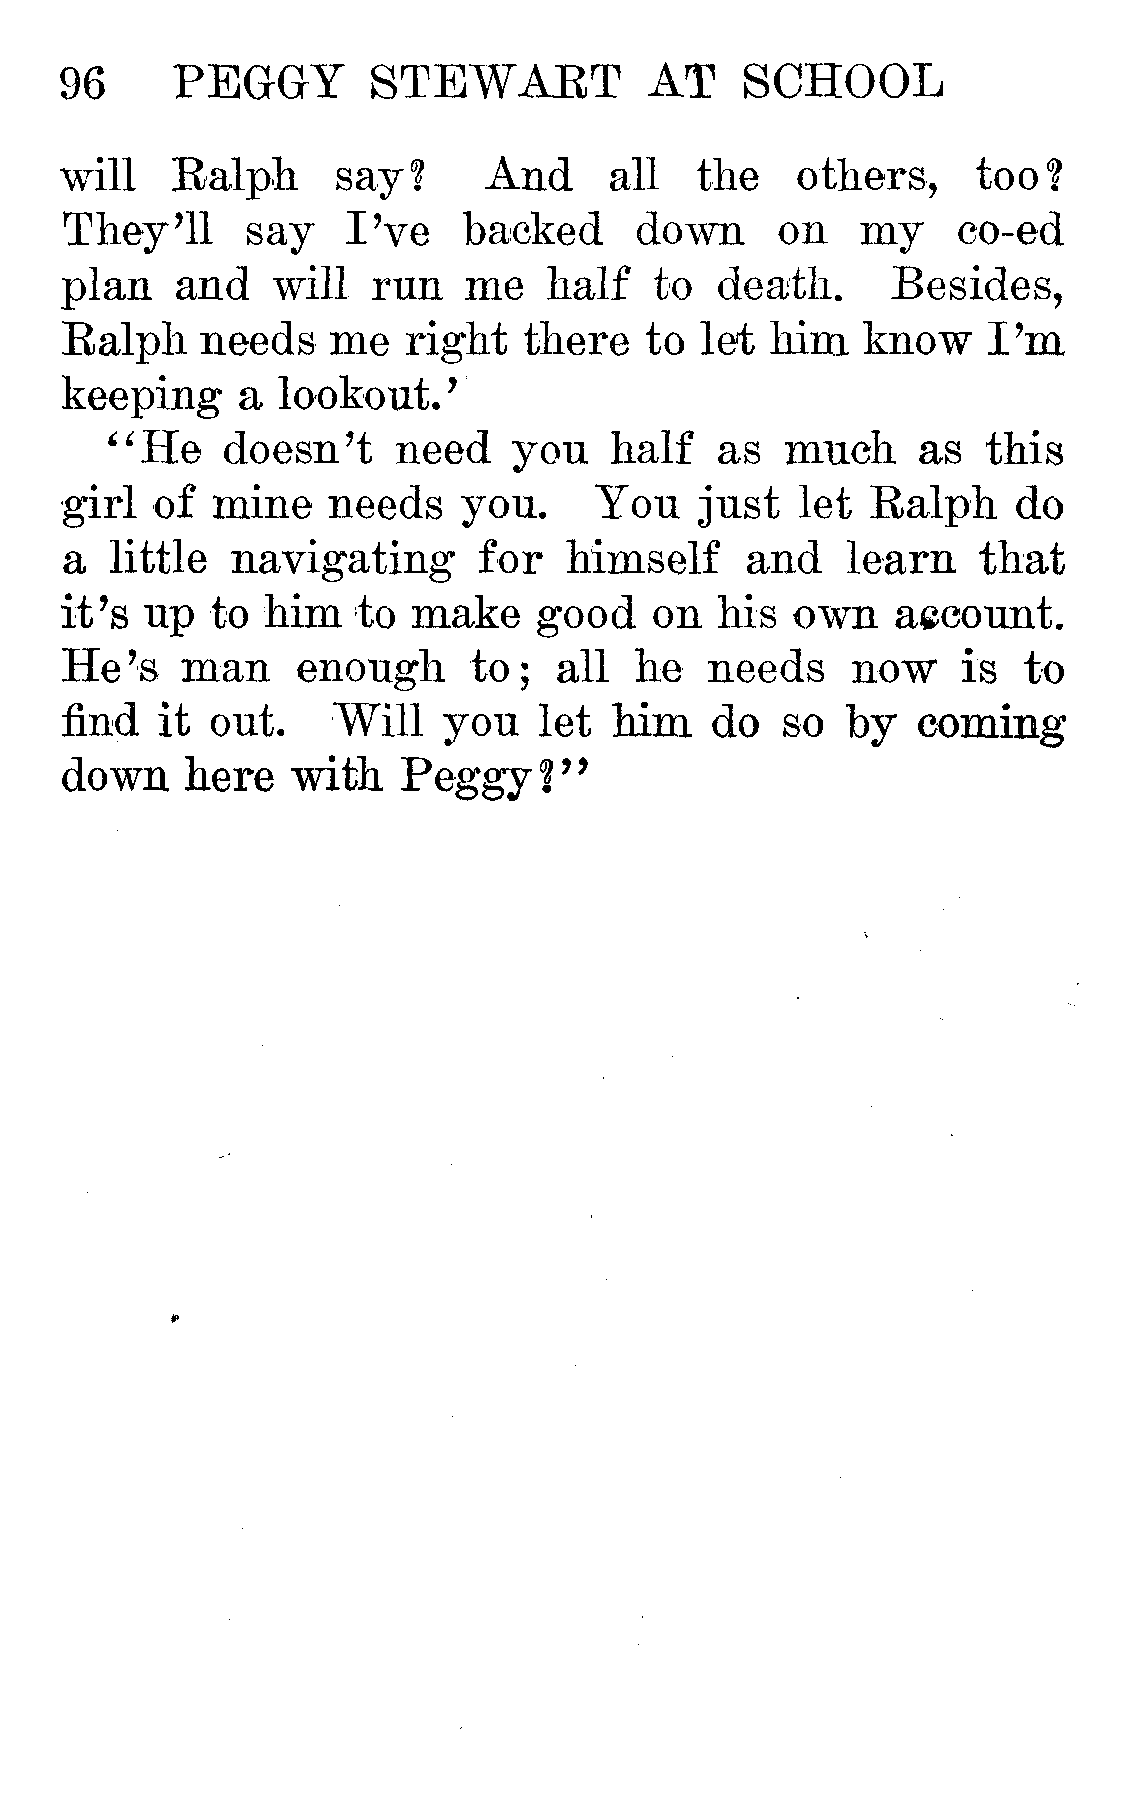 96 PEGGY STEWART AT SCHOOL
will Ralph say? And all the others, too?
They'll say I've backed down on my co-ed
plan and will run me half to death. Besides,
Ralph needs me right there to let him know I'm
keeping a lookout.'
"He doesn't need you half as much as this
girl of mine needs you. You just let Ralph do
a little navigating for himself and learn that
it's up to him to make good on his own account.
He's man enough to; all he needs now is to
find it out. Will you let him do so by coming
down here with Peggy?"